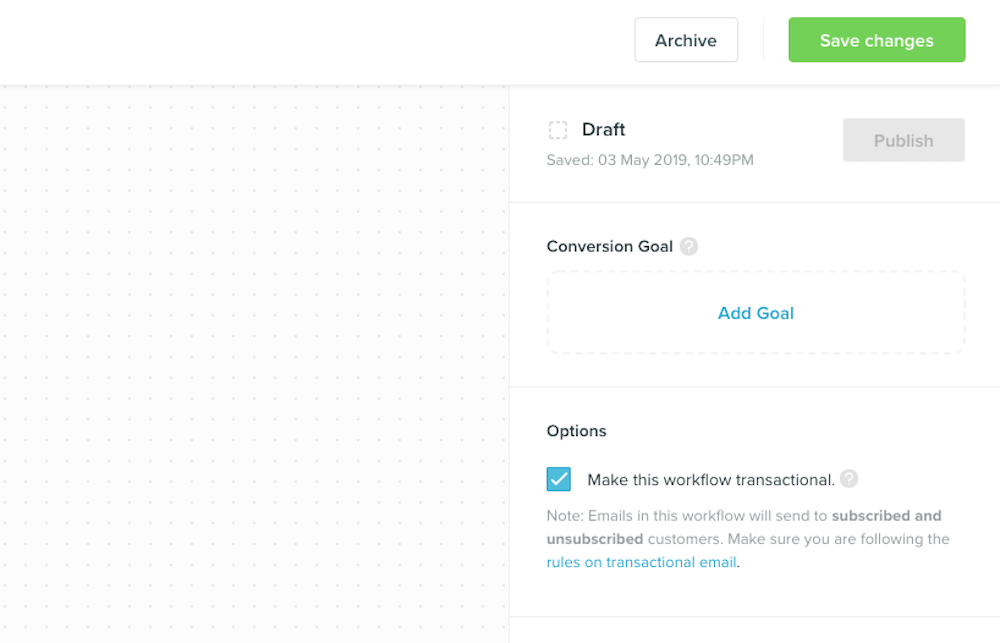 Archive
Save changes
Draft
Publish
Saved: 03 May 2019, 10:49PM
Conversion Goal ?
Add Goal
Options
Make this workflow transactional. ?
Note: Emails in this workflow will send to subscribed and
unsubscribed customers. Make sure you are following the
rules on transactional email.